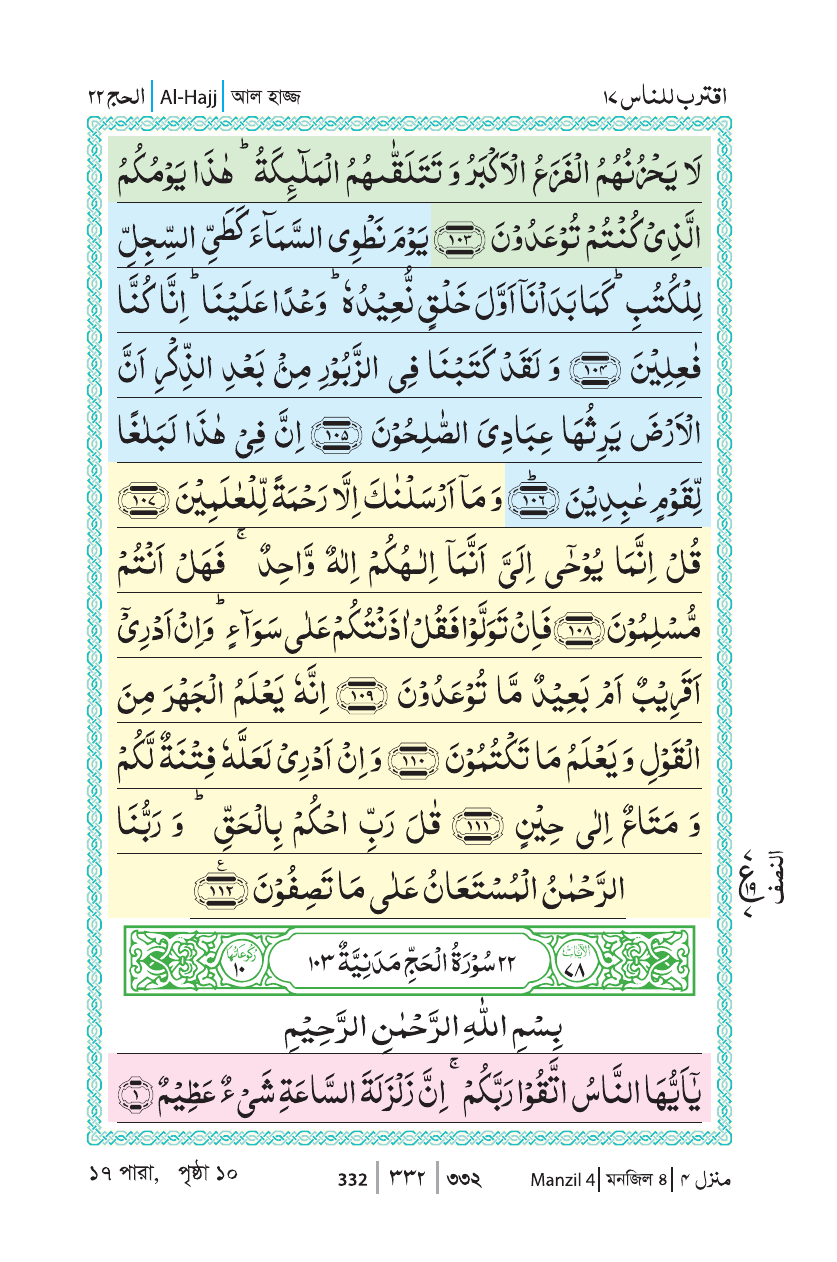 الحج ٢٢ | Al-Hajj | আল হাজ্জ
اقترب للناس ١٧
لَا يَحْزُنُهُمُ الْفَزَعُ الْاَكْبَرُ وَ تَتَلَقّٰىهُمُ الْمَلٰٓىِٕكَةُ ؕ هٰذَا يَوْمُكُمُ
الَّذِيْ كُنْتُمْ تُوْعَدُوْنَ ١٠٣ يَوْمَ نَطْوِي السَّمَآءَ كَطَيِّ السِّجِلِّ
لِلْكُتُبِ ؕ كَمَا بَدَاْنَاۤ اَوَّلَ خَلْقٍ نُّعِيْدُهٗ ؕ وَعْدًا عَلَيْنَا ؕ اِنَّا كُنَّا
فٰعِلِيْنَ ١٠٤ وَ لَقَدْ كَتَبْنَا فِي الزَّبُوْرِ مِنْۢ بَعْدِ الذِّكْرِ اَنَّ
الْاَرْضَ يَرِثُهَا عِبَادِيَ الصّٰلِحُوْنَ ١٠٥ اِنَّ فِيْ هٰذَا لَبَلٰغًا
لِّقَوْمٍ عٰبِدِيْنَ ؕ ١٠٦ وَ مَاۤ اَرْسَلْنٰكَ اِلَّا رَحْمَةً لِّلْعٰلَمِيْنَ ١٠٧
قُلْ اِنَّمَا يُوْحٰۤى اِلَيَّ اَنَّمَاۤ اِلٰـهُكُمْ اِلٰهٌ وَّاحِدٌ ۚ فَهَلْ اَنْتُمْ
مُّسْلِمُوْنَ ١٠٨ فَاِنْ تَوَلَّوْا فَقُلْ اٰذَنْتُكُمْ عَلٰى سَوَآءٍ ؕ وَاِنْ اَدْرِيْۤ
اَقَرِيْبٌ اَمْ بَعِيْدٌ مَّا تُوْعَدُوْنَ ١٠٩ اِنَّهٗ يَعْلَمُ الْجَهْرَ مِنَ
الْقَوْلِ وَ يَعْلَمُ مَا تَكْتُمُوْنَ ١١٠ وَ اِنْ اَدْرِيْ لَعَلَّهٗ فِتْنَةٌ لَّكُمْ
وَ مَتَاعٌ اِلٰى حِيْنٍ ١١١ قٰلَ رَبِّ احْكُمْ بِالْحَقِّ ؕ وَ رَبُّنَا
الرَّحْمٰنُ الْمُسْتَعَانُ عَلٰى مَا تَصِفُوْنَ ع ١١٢
النصف
اٰيَاتُهَا ٧٨
٢٢ سُوْرَةُ الْحَجِّ مَدَنِيَّةٌ ١٠٣
رُكُوْعَاتُهَا ١٠
بِسْمِ اللّٰهِ الرَّحْمٰنِ الرَّحِيْمِ
يٰۤاَيُّهَا النَّاسُ اتَّقُوْا رَبَّكُمْ ۚ اِنَّ زَلْزَلَةَ السَّاعَةِ شَيْءٌ عَظِيْمٌ ١
১৭ পারা, পৃষ্ঠা ১০
332 | ٣٣٢ | ৩৩২
Manzil 4 | মনজিল ৪ | منزل ٤